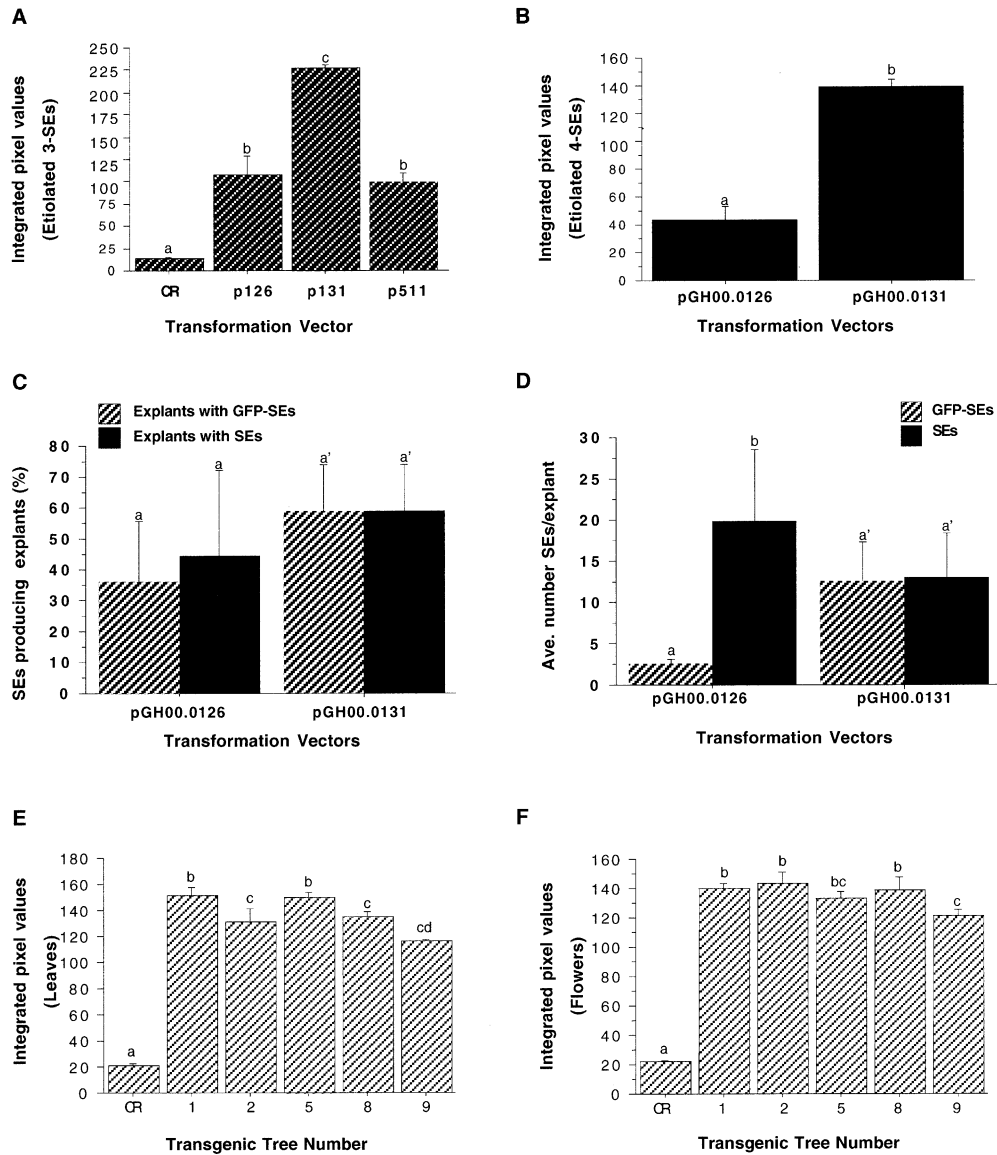 A
Integrated pixel values
(Etiolated 3-SEs)
250
225
200
175
150
125
100
75
50
25
0
a
b
c
b
CR
p126
p131
p511
Transformation Vector
B
Integrated pixel values
(Etiolated 4-SEs)
160
140
120
100
80
60
40
20
0
a
b
pGH00.0126
pGH00.0131
Transformation Vectors
C
Explants with GFP-SEs
Explants with SEs
SEs producing explants (%)
80
70
60
50
40
30
20
10
0
a
a
a'
a'
pGH00.0126
pGH00.0131
Transformation Vectors
D
GFP-SEs
SEs
Ave. number SEs/explant
30
25
20
15
10
5
0
a
b
a'
a'
pGH00.0126
pGH00.0131
Transformation Vectors
E
Integrated pixel values
(Leaves)
180
160
140
120
100
80
60
40
20
0
a
b
c
b
c
cd
CR
1
2
5
8
9
Transgenic Tree Number
F
Integrated pixel values
(Flowers)
160
140
120
100
80
60
40
20
0
a
b
b
bc
b
c
CR
1
2
5
8
9
Transgenic Tree Number